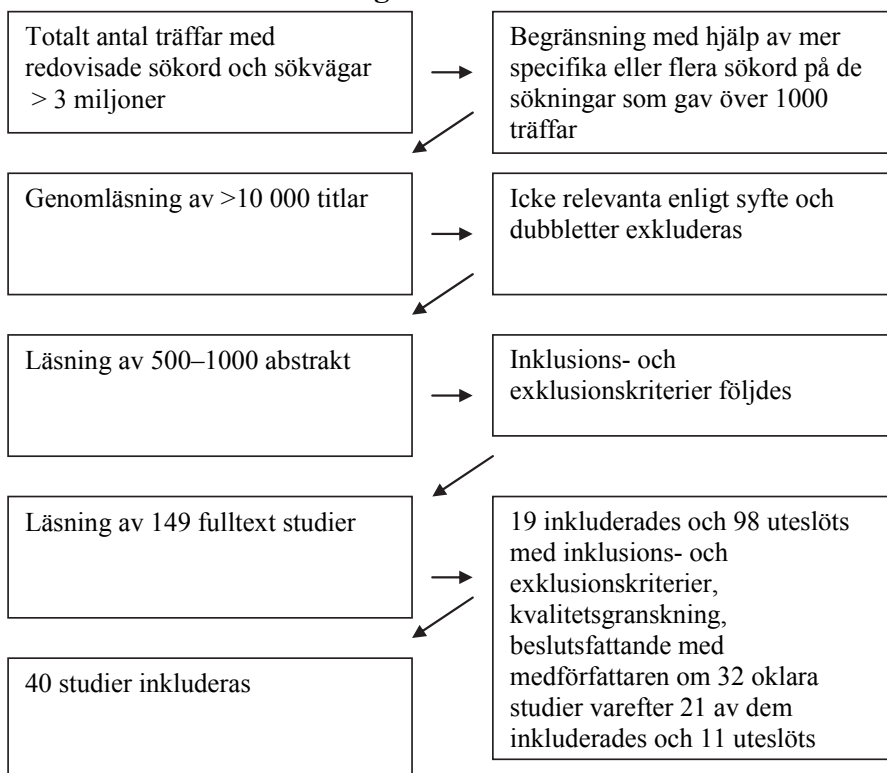 Totalt antal träffar med
redovisade sökord och sökvägar
> 3 miljoner
Begränsning med hjälp av mer
specifika eller flera sökord på de
sökningar som gav över 1000
träffar
Genomläsning av >10 000 titlar
Icke relevanta enligt syfte och
dubbletter exkluderas
Läsning av 500–1000 abstrakt
Inklusions- och
exklusionskriterier följdes
Läsning av 149 fulltext studier
19 inkluderades och 98 uteslöts
med inklusions- och
exklusionskriterier,
kvalitetsgranskning,
beslutsfattande med
medförfattaren om 32 oklara
studier varefter 21 av dem
inkluderades och 11 uteslöts
40 studier inkluderas